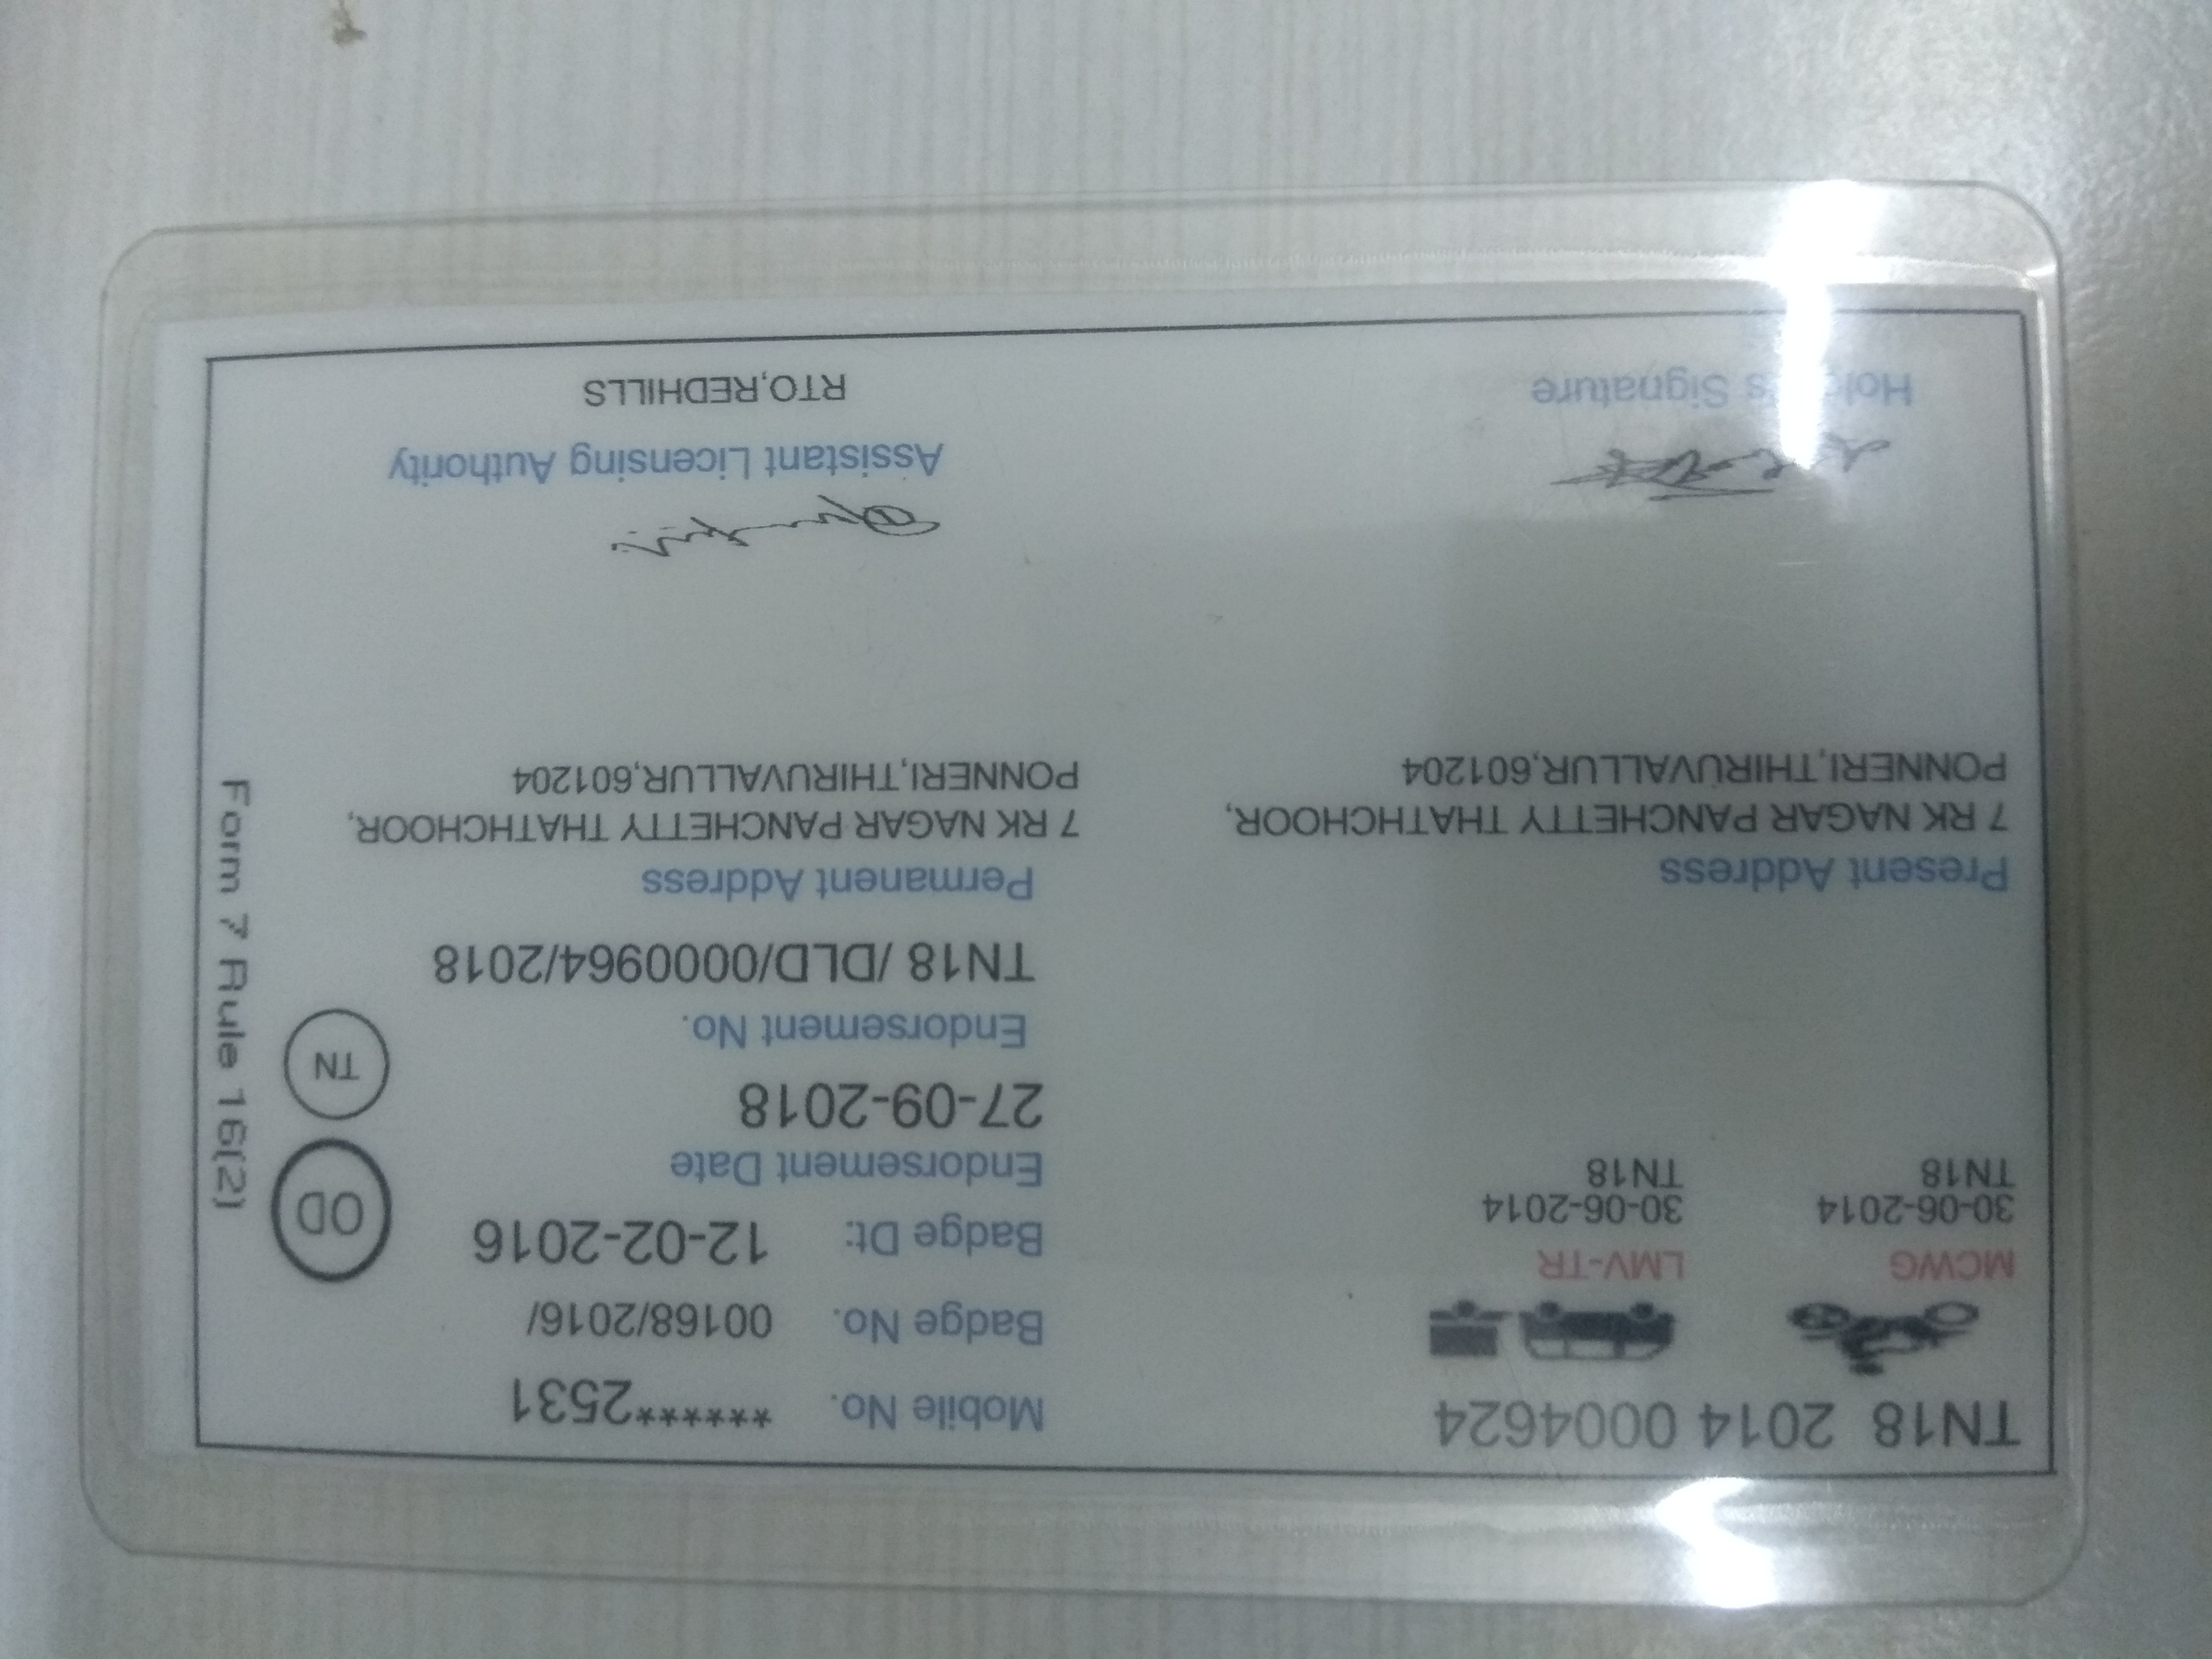 TN18 2014 0004624
MCWG
30-06-2014
TN18
LMV-TR
30-06-2014
TN18
Present Address
7 RK NAGAR PANCHETTY THATHCHOOR,
PONNERI,THIRUVALLUR,601204
Holder's Signature
Mobile No. ******2531
Badge No. 00168/2016/
Badge Dt: 12-02-2016
Endorsement Date
27-09-2018
Endorsement No.
TN18 /DLD/0000964/2018
Permanent Address
7 RK NAGAR PANCHETTY THATHCHOOR,
PONNERI,THIRUVALLUR,601204
Assistant Licensing Authority
RTO,REDHILLS
OD
TN
Form 7 Rule 16(2)